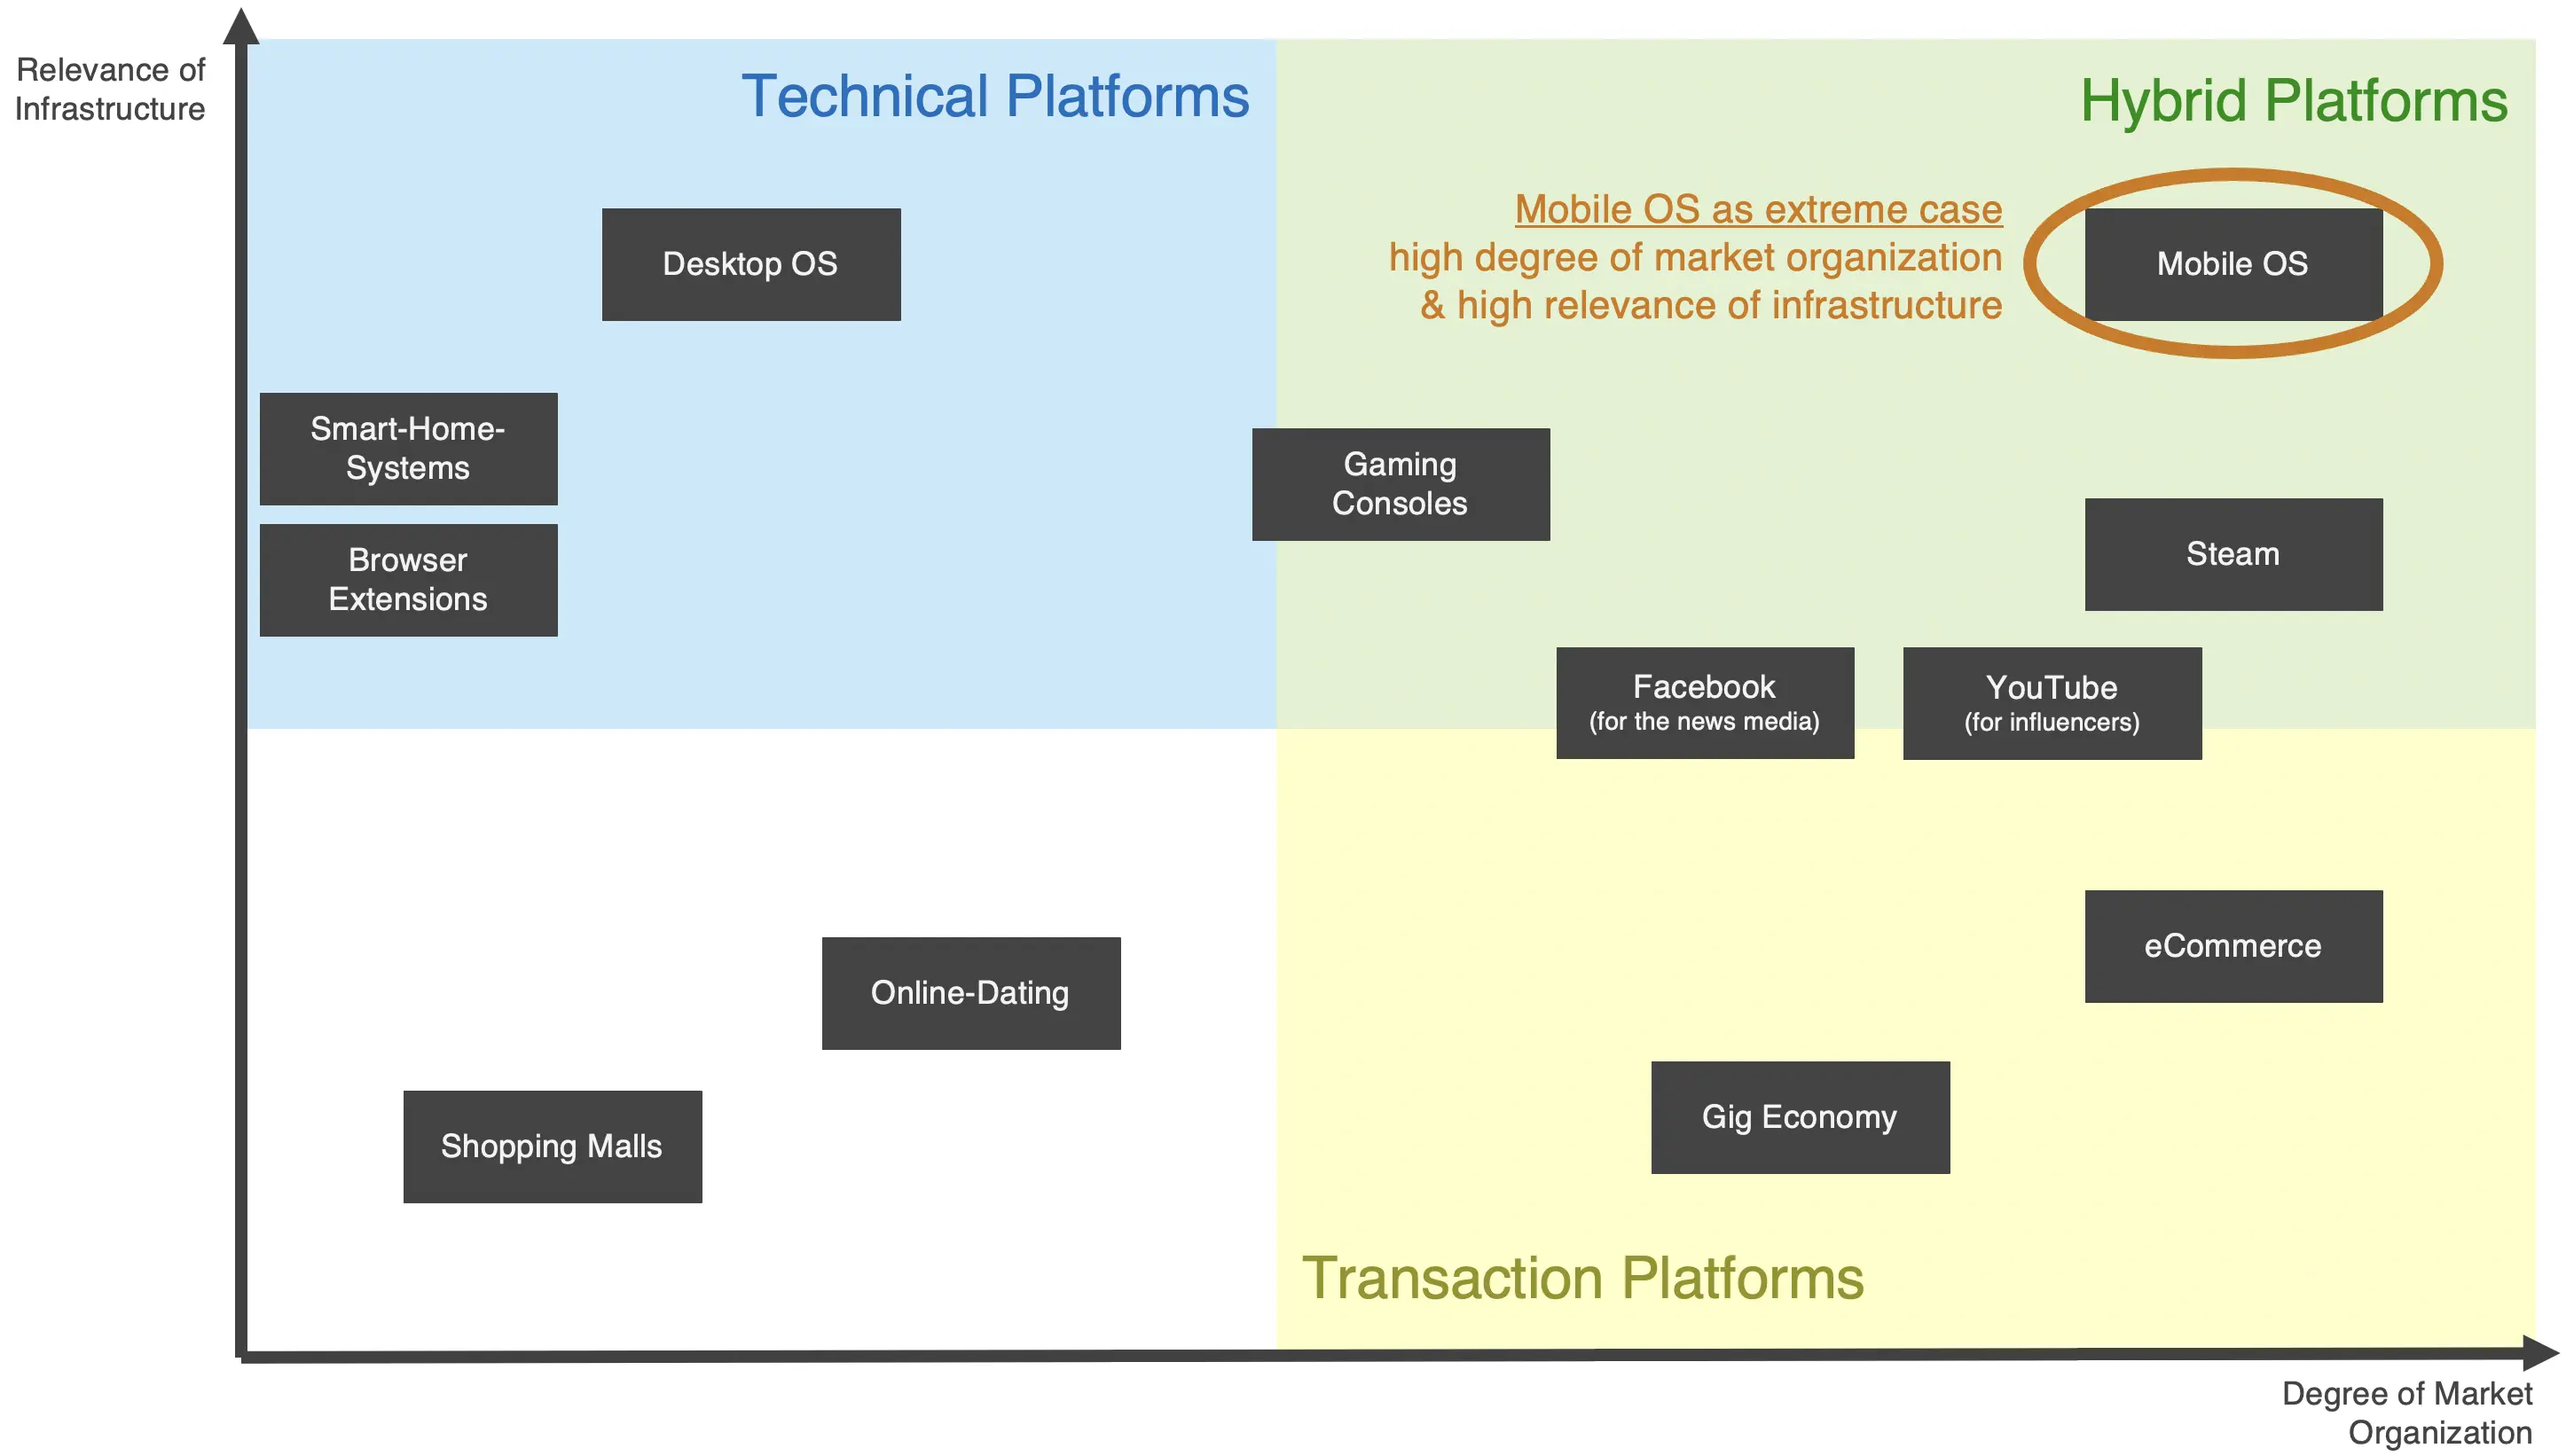 Relevance of
Infrastructure
Technical Platforms
Hybrid Platforms
Mobile OS as extreme case
high degree of market organization
& high relevance of infrastructure
Desktop OS
Mobile OS
Smart-Home-
Systems
Gaming
Consoles
Browser
Extensions
Steam
Facebook
(for the news media)
YouTube
(for influencers)
eCommerce
Online-Dating
Gig Economy
Shopping Malls
Transaction Platforms
Degree of Market
Organization